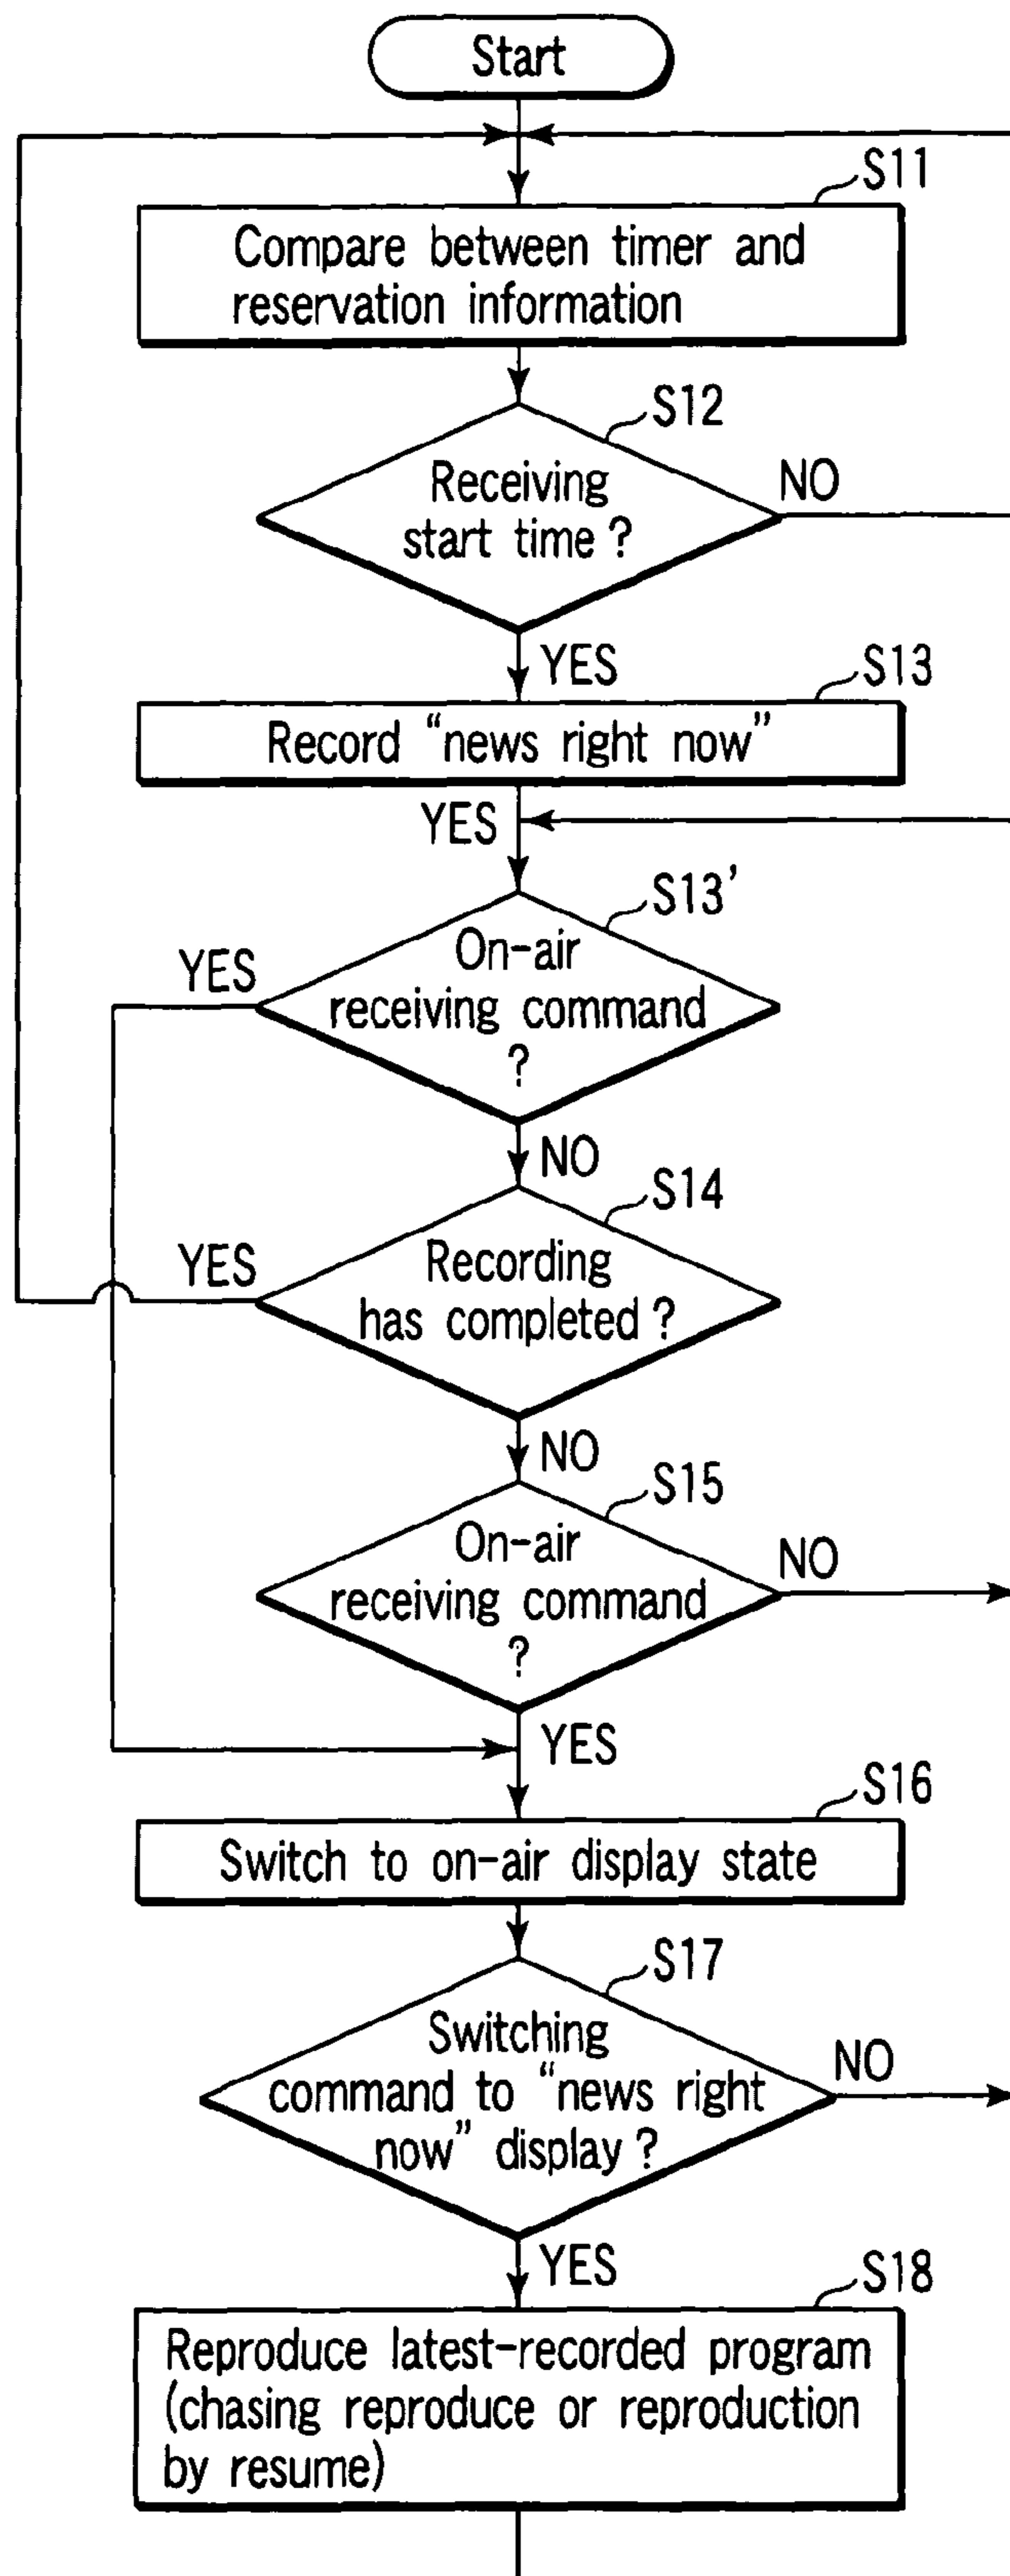 Start
S11
Compare between timer and
reservation information
S12
Receiving
start time ?
NO
YES
S13
Record “news right now”
YES
S13’
On-air
receiving command
?
YES
NO
S14
Recording
has completed ?
YES
NO
S15
On-air
receiving command
?
NO
YES
S16
Switch to on-air display state
S17
Switching
command to “news right
now” display ?
NO
YES
S18
Reproduce latest-recorded program
(chasing reproduce or reproduction
by resume)